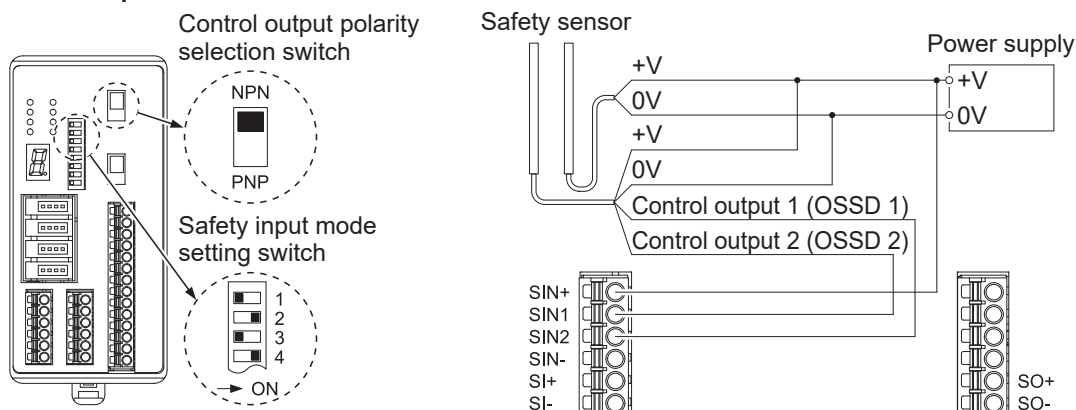 Control output polarity
selection switch
NPN
PNP
8.
Safety input mode
setting switch
1
2
3
4
ON
Safety sensor
Power supply
+V
0V
+V
0V
+V
0V
Control output 1 (OSSD 1)
Control output 2 (OSSD 2)
SIN+
SIN1
SIN2
SIN-
SI+
SI-
SO+
SO-